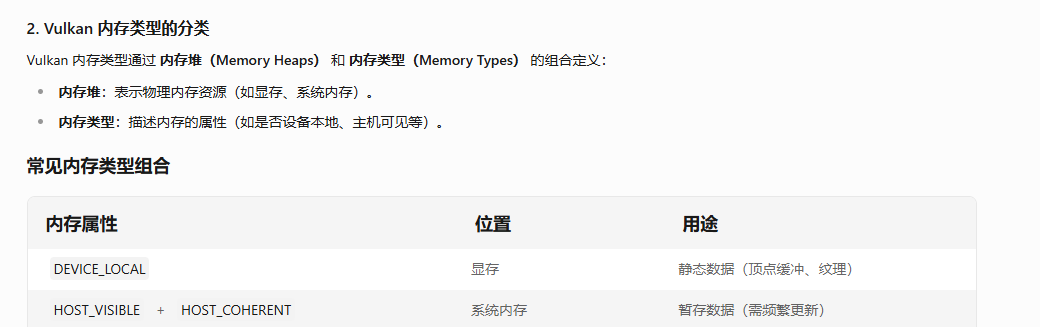 2. Vulkan 内存类型的分类
Vulkan 内存类型通过 内存堆（Memory Heaps） 和 内存类型（Memory Types） 的组合定义：
内存堆：表示物理内存资源（如显存、系统内存）。
内存类型：描述内存的属性（如是否设备本地、主机可见等）。
常见内存类型组合
内存属性 位置 用途
DEVICE_LOCAL 显存 静态数据（顶点缓冲、纹理）
HOST_VISIBLE + HOST_COHERENT 系统内存 暂存数据（需频繁更新）